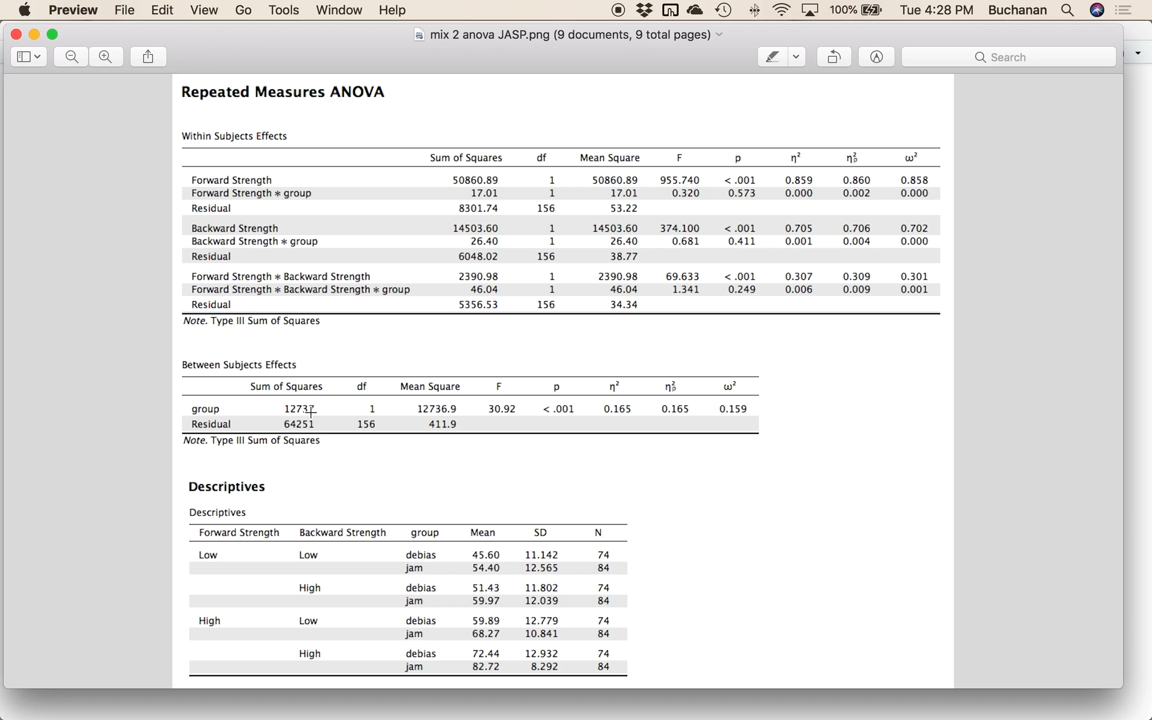 Preview File Edit View Go Tools Window Help 100% Tue 4:28 PM Buchanan
mix 2 anova JASP.png (9 documents, 9 total pages)
Search
Repeated Measures ANOVA
Within Subjects Effects
Sum of Squares df Mean Square F p η² η²p ω²
Forward Strength 50860.89 1 50860.89 955.740 < .001 0.859 0.860 0.858
Forward Strength * group 17.01 1 17.01 0.320 0.573 0.000 0.002 0.000
Residual 8301.74 156 53.22
Backward Strength 14503.60 1 14503.60 374.100 < .001 0.705 0.706 0.702
Backward Strength * group 26.40 1 26.40 0.681 0.411 0.001 0.004 0.000
Residual 6048.02 156 38.77
Forward Strength * Backward Strength 2390.98 1 2390.98 69.633 < .001 0.307 0.309 0.301
Forward Strength * Backward Strength * group 46.04 1 46.04 1.341 0.249 0.006 0.009 0.001
Residual 5356.53 156 34.34
Note. Type III Sum of Squares
Between Subjects Effects
Sum of Squares df Mean Square F p η² η²p ω²
group 12737 1 12736.9 30.92 < .001 0.165 0.165 0.159
Residual 64251 156 411.9
Note. Type III Sum of Squares
Descriptives
Descriptives
Forward Strength Backward Strength group Mean SD N
Low Low debias 45.60 11.142 74
jam 54.40 12.565 84
High debias 51.43 11.802 74
jam 59.97 12.039 84
High Low debias 59.89 12.779 74
jam 68.27 10.841 84
High debias 72.44 12.932 74
jam 82.72 8.292 84